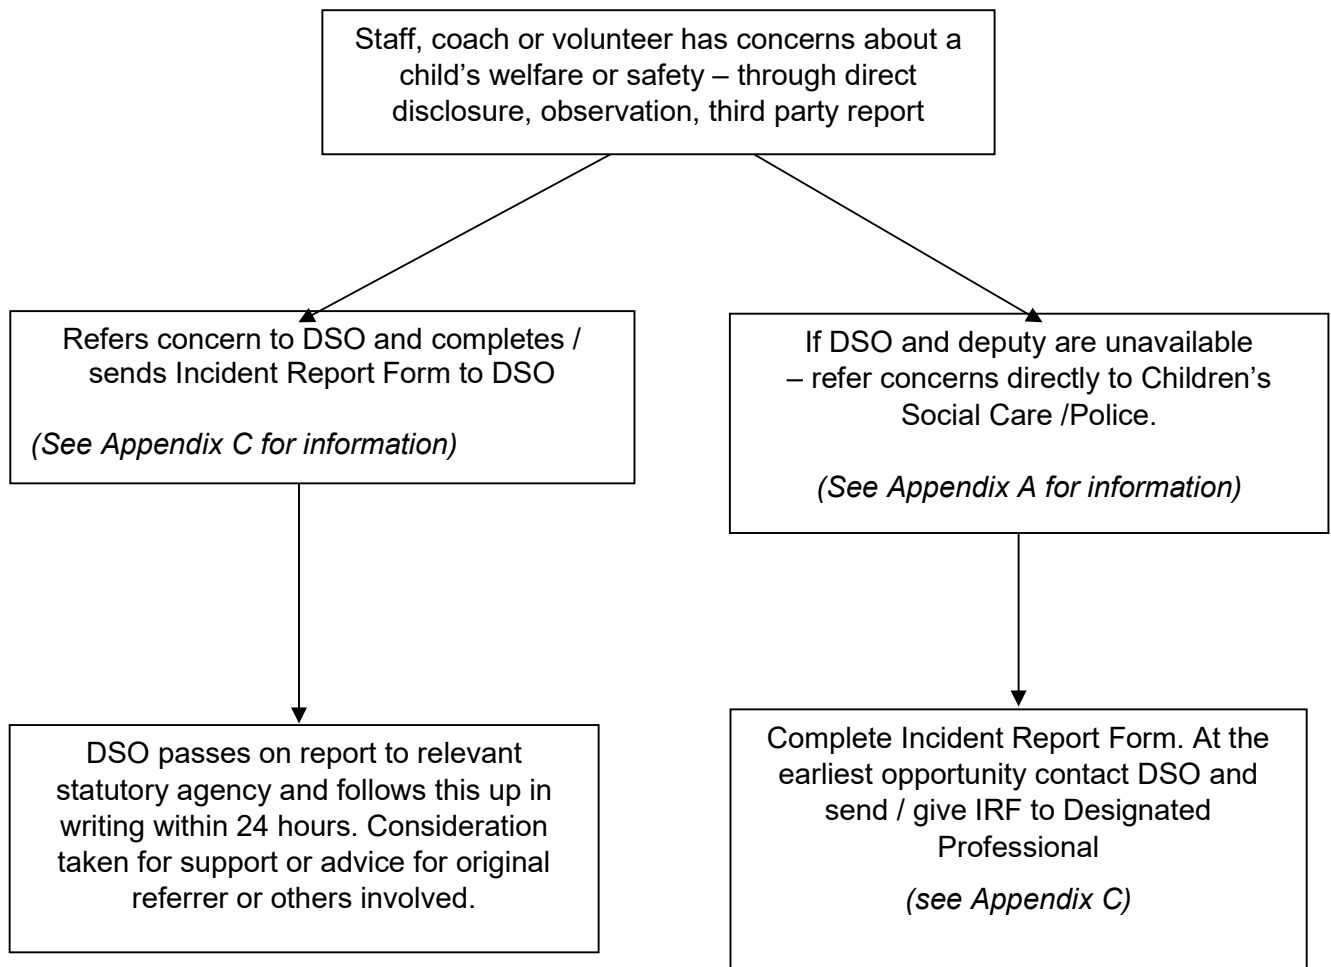 Staff, coach or volunteer has concerns about a
child’s welfare or safety – through direct
disclosure, observation, third party report
Refers concern to DSO and completes /
sends Incident Report Form to DSO
(See Appendix C for information)
If DSO and deputy are unavailable
– refer concerns directly to Children’s
Social Care /Police.
(See Appendix A for information)
DSO passes on report to relevant
statutory agency and follows this up in
writing within 24 hours. Consideration
taken for support or advice for original
referrer or others involved.
Complete Incident Report Form. At the
earliest opportunity contact DSO and
send / give IRF to Designated
Professional
(see Appendix C)